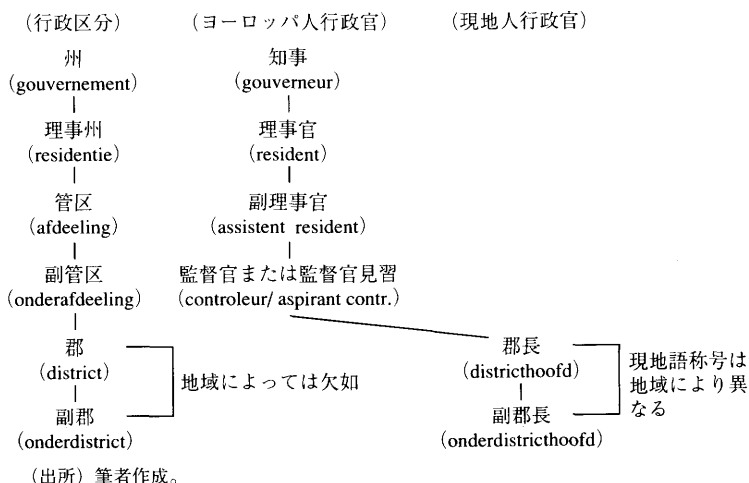 （行政区分）
（ヨーロッパ人行政官）
（現地人行政官）
州
(gouvernement)
知事
(gouverneur)
理事州
(residentie)
理事官
(resident)
管区
(afdeeling)
副理事官
(assistent resident)
副管区
(onderafdeeling)
監督官または監督官見習
(controleur/ aspirant contr.)
郡
(district)
副郡
(onderdistrict)
地域によっては欠如
郡長
(districthoofd)
副郡長
(onderdistricthoofd)
現地語称号は
地域により異
なる
（出所）筆者作成。